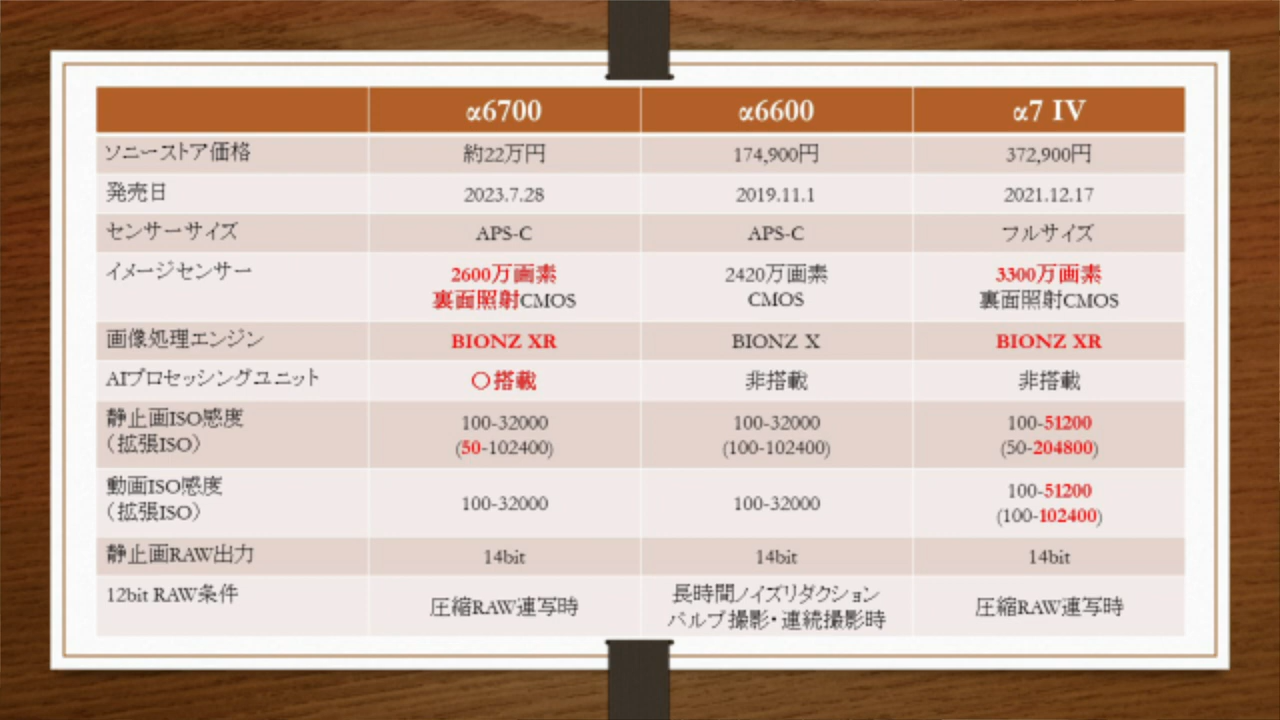 α6700 α6600 α7 IV
ソニーストア価格 約22万円 174,900円 372,900円
発売日 2023.7.28 2019.11.1 2021.12.17
センサーサイズ APS-C APS-C フルサイズ
イメージセンサー 2600万画素 2420万画素 3300万画素
裏面照射CMOS CMOS 裏面照射CMOS
画像処理エンジン BIONZ XR BIONZ X BIONZ XR
AIプロセッシングユニット 〇搭載 非搭載 非搭載
静止画ISO感度 100-32000 100-32000 100-51200
（拡張ISO） (50-102400) (100-102400) (50-204800)
動画ISO感度 100-32000 100-32000 100-51200
（拡張ISO） (100-102400)
静止画RAW出力 14bit 14bit 14bit
12bit RAW条件 圧縮RAW連写時 長時間ノイズリダクション 圧縮RAW連写時
バルブ撮影・連続撮影時